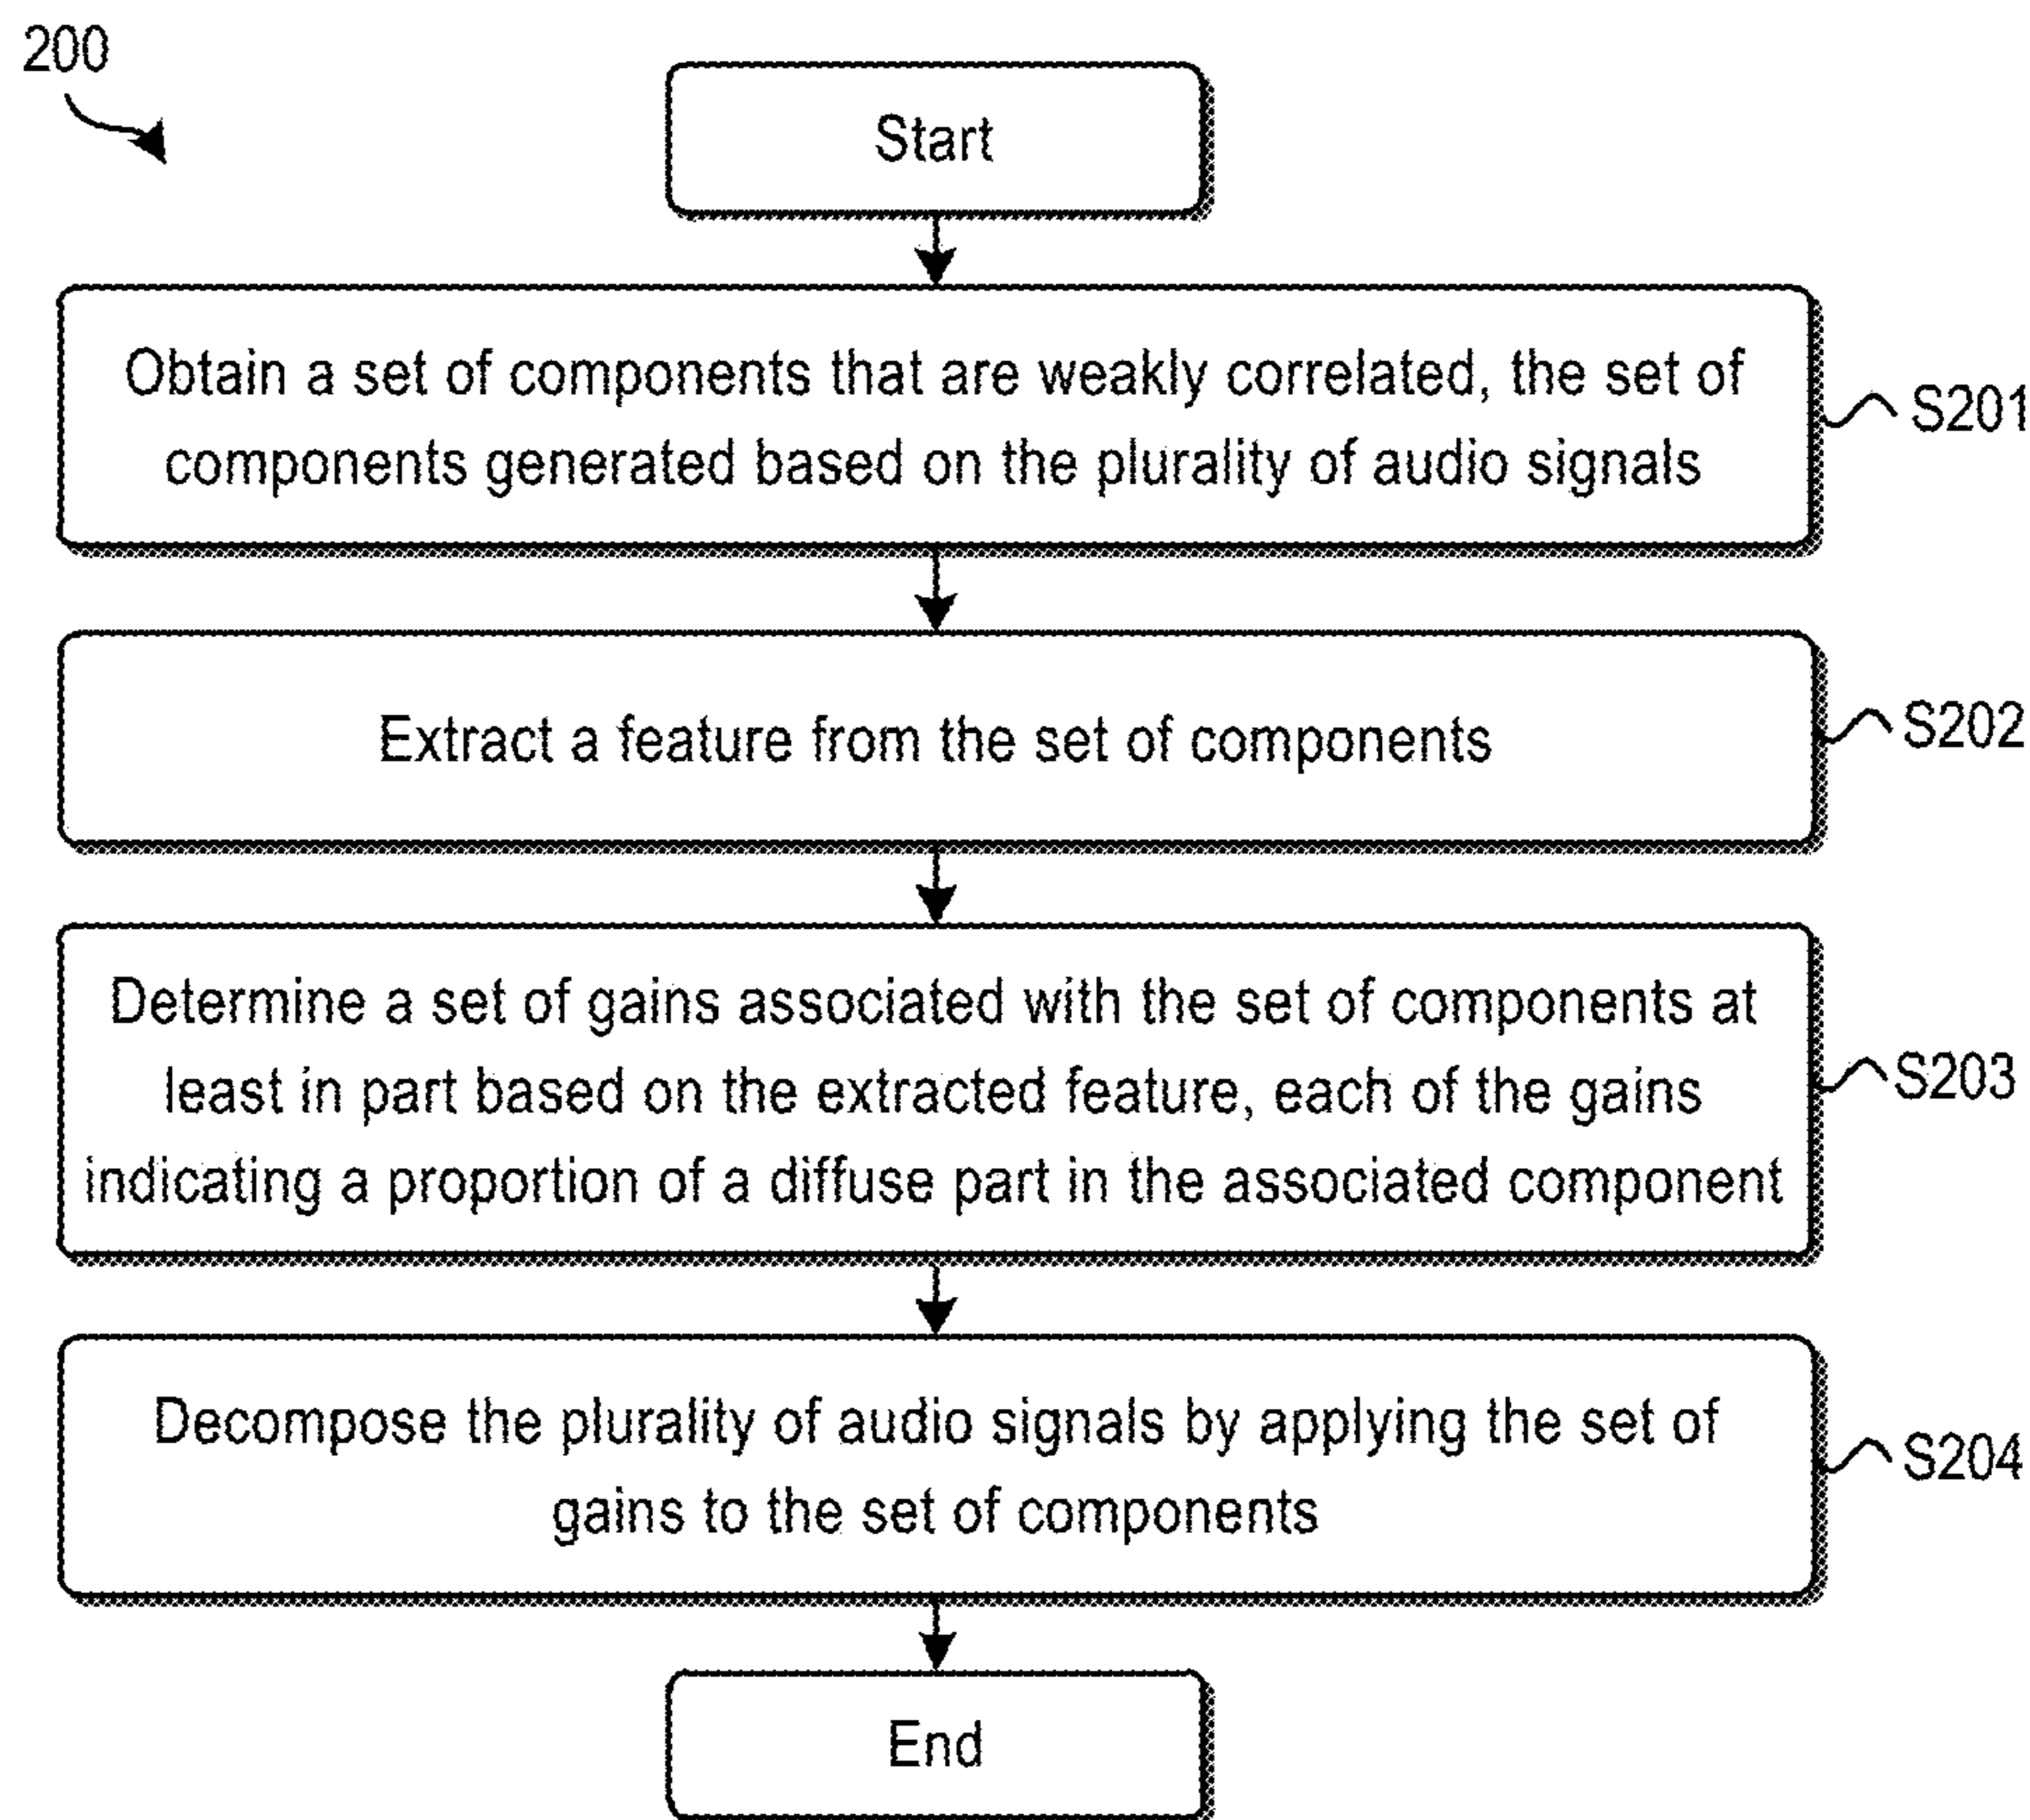 200
Start
Obtain a set of components that are weakly correlated, the set of
components generated based on the plurality of audio signals
S201
Extract a feature from the set of components
S202
Determine a set of gains associated with the set of components at
least in part based on the extracted feature, each of the gains
indicating a proportion of a diffuse part in the associated component
S203
Decompose the plurality of audio signals by applying the set of
gains to the set of components
S204
End